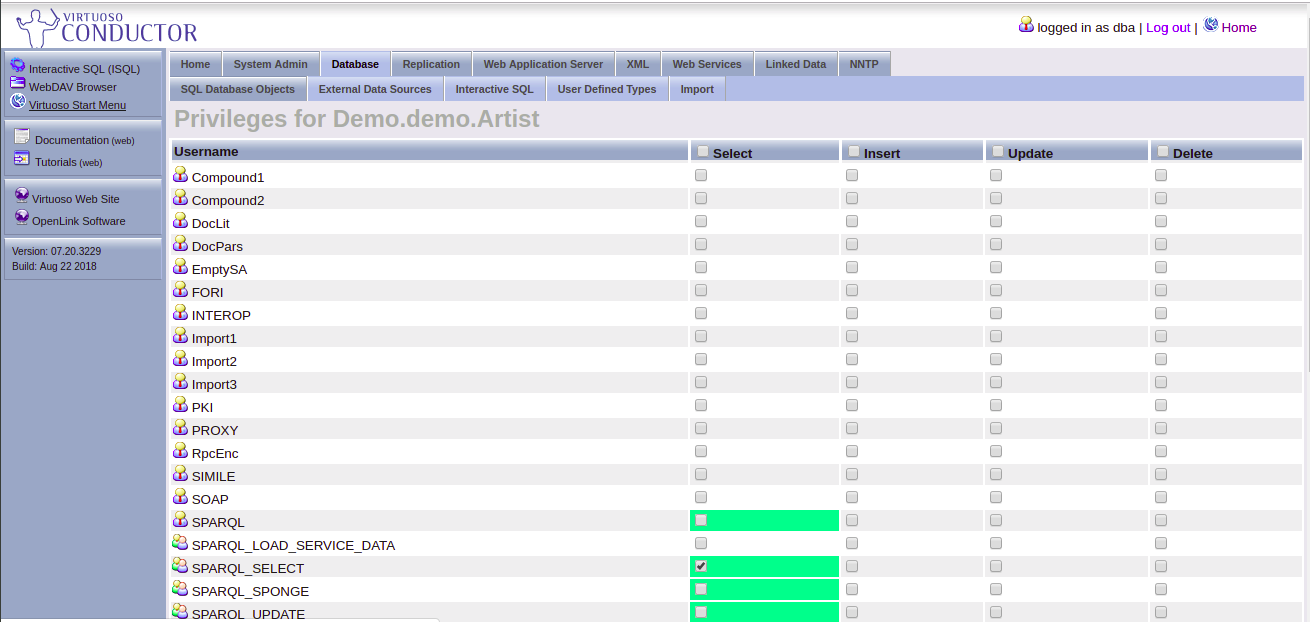 VIRTUOSO
CONDUCTOR
logged in as dba | Log out | Home
Interactive SQL (ISQL)
WebDAV Browser
Virtuoso Start Menu
Documentation (web)
Tutorials (web)
Virtuoso Web Site
OpenLink Software
Version: 07.20.3229
Build: Aug 22 2018
Home System Admin Database Replication Web Application Server XML Web Services Linked Data NNTP
SQL Database Objects External Data Sources Interactive SQL User Defined Types Import
Privileges for Demo.demo.Artist
Username Select Insert Update Delete
Compound1
Compound2
DocLit
DocPars
EmptySA
FORI
INTEROP
Import1
Import2
Import3
PKI
PROXY
RpcEnc
SIMILE
SOAP
SPARQL
SPARQL_LOAD_SERVICE_DATA
SPARQL_SELECT
SPARQL_SPONGE
SPARQL_UPDATE